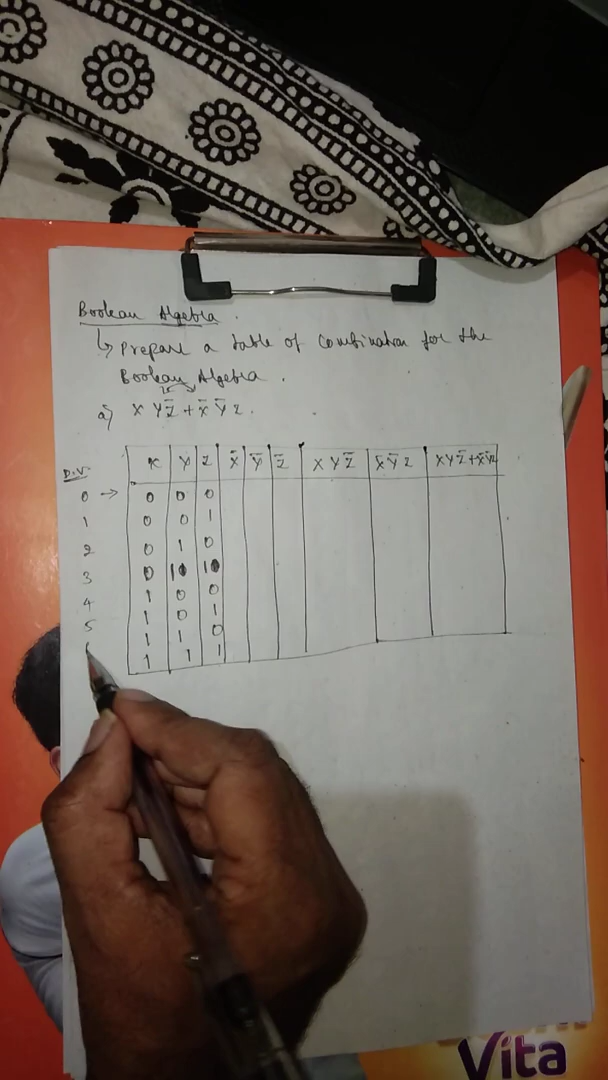 Boolean Algebra.
↳ Prepare a table of Combination for the
Boolean Algebra.
a) X Y Z̅ + X̅ Y̅ Z.
D.V. X Y Z X̅ Y̅ Z̅ X Y Z̅ X̅ Y̅ Z X Y Z̅ + X̅ Y̅ Z
0 → 0 0 0
1 0 0 1
2 0 1 0
3 0 1 1
4 1 0 0
5 1 0 1
1 1 0
1 1 1
Vita